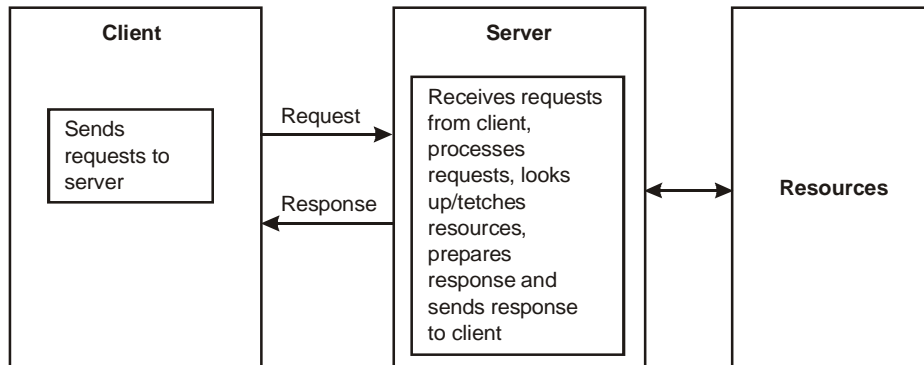 Client
Sends
requests to
server
Request
Response
Server
Receives requests
from client,
processes
requests, looks
up/tetches
resources,
prepares
response and
sends response
to client
Resources